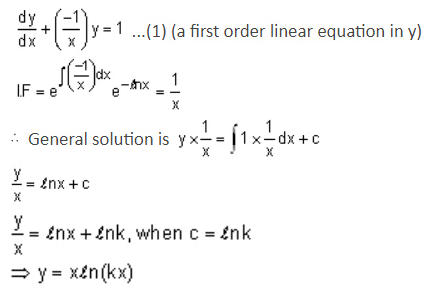 dy/dx + (-1/x) y = 1 ...(1) (a first order linear equation in y)
I.F = e^∫(-1/x)dx e^-ℓnx = 1/x
∴ General solution is y × 1/x = ∫1 × 1/x dx + c
y/x = ℓnx + c
y/x = ℓnx + ℓnk, when c = ℓnk
⇒ y = xℓn(kx)